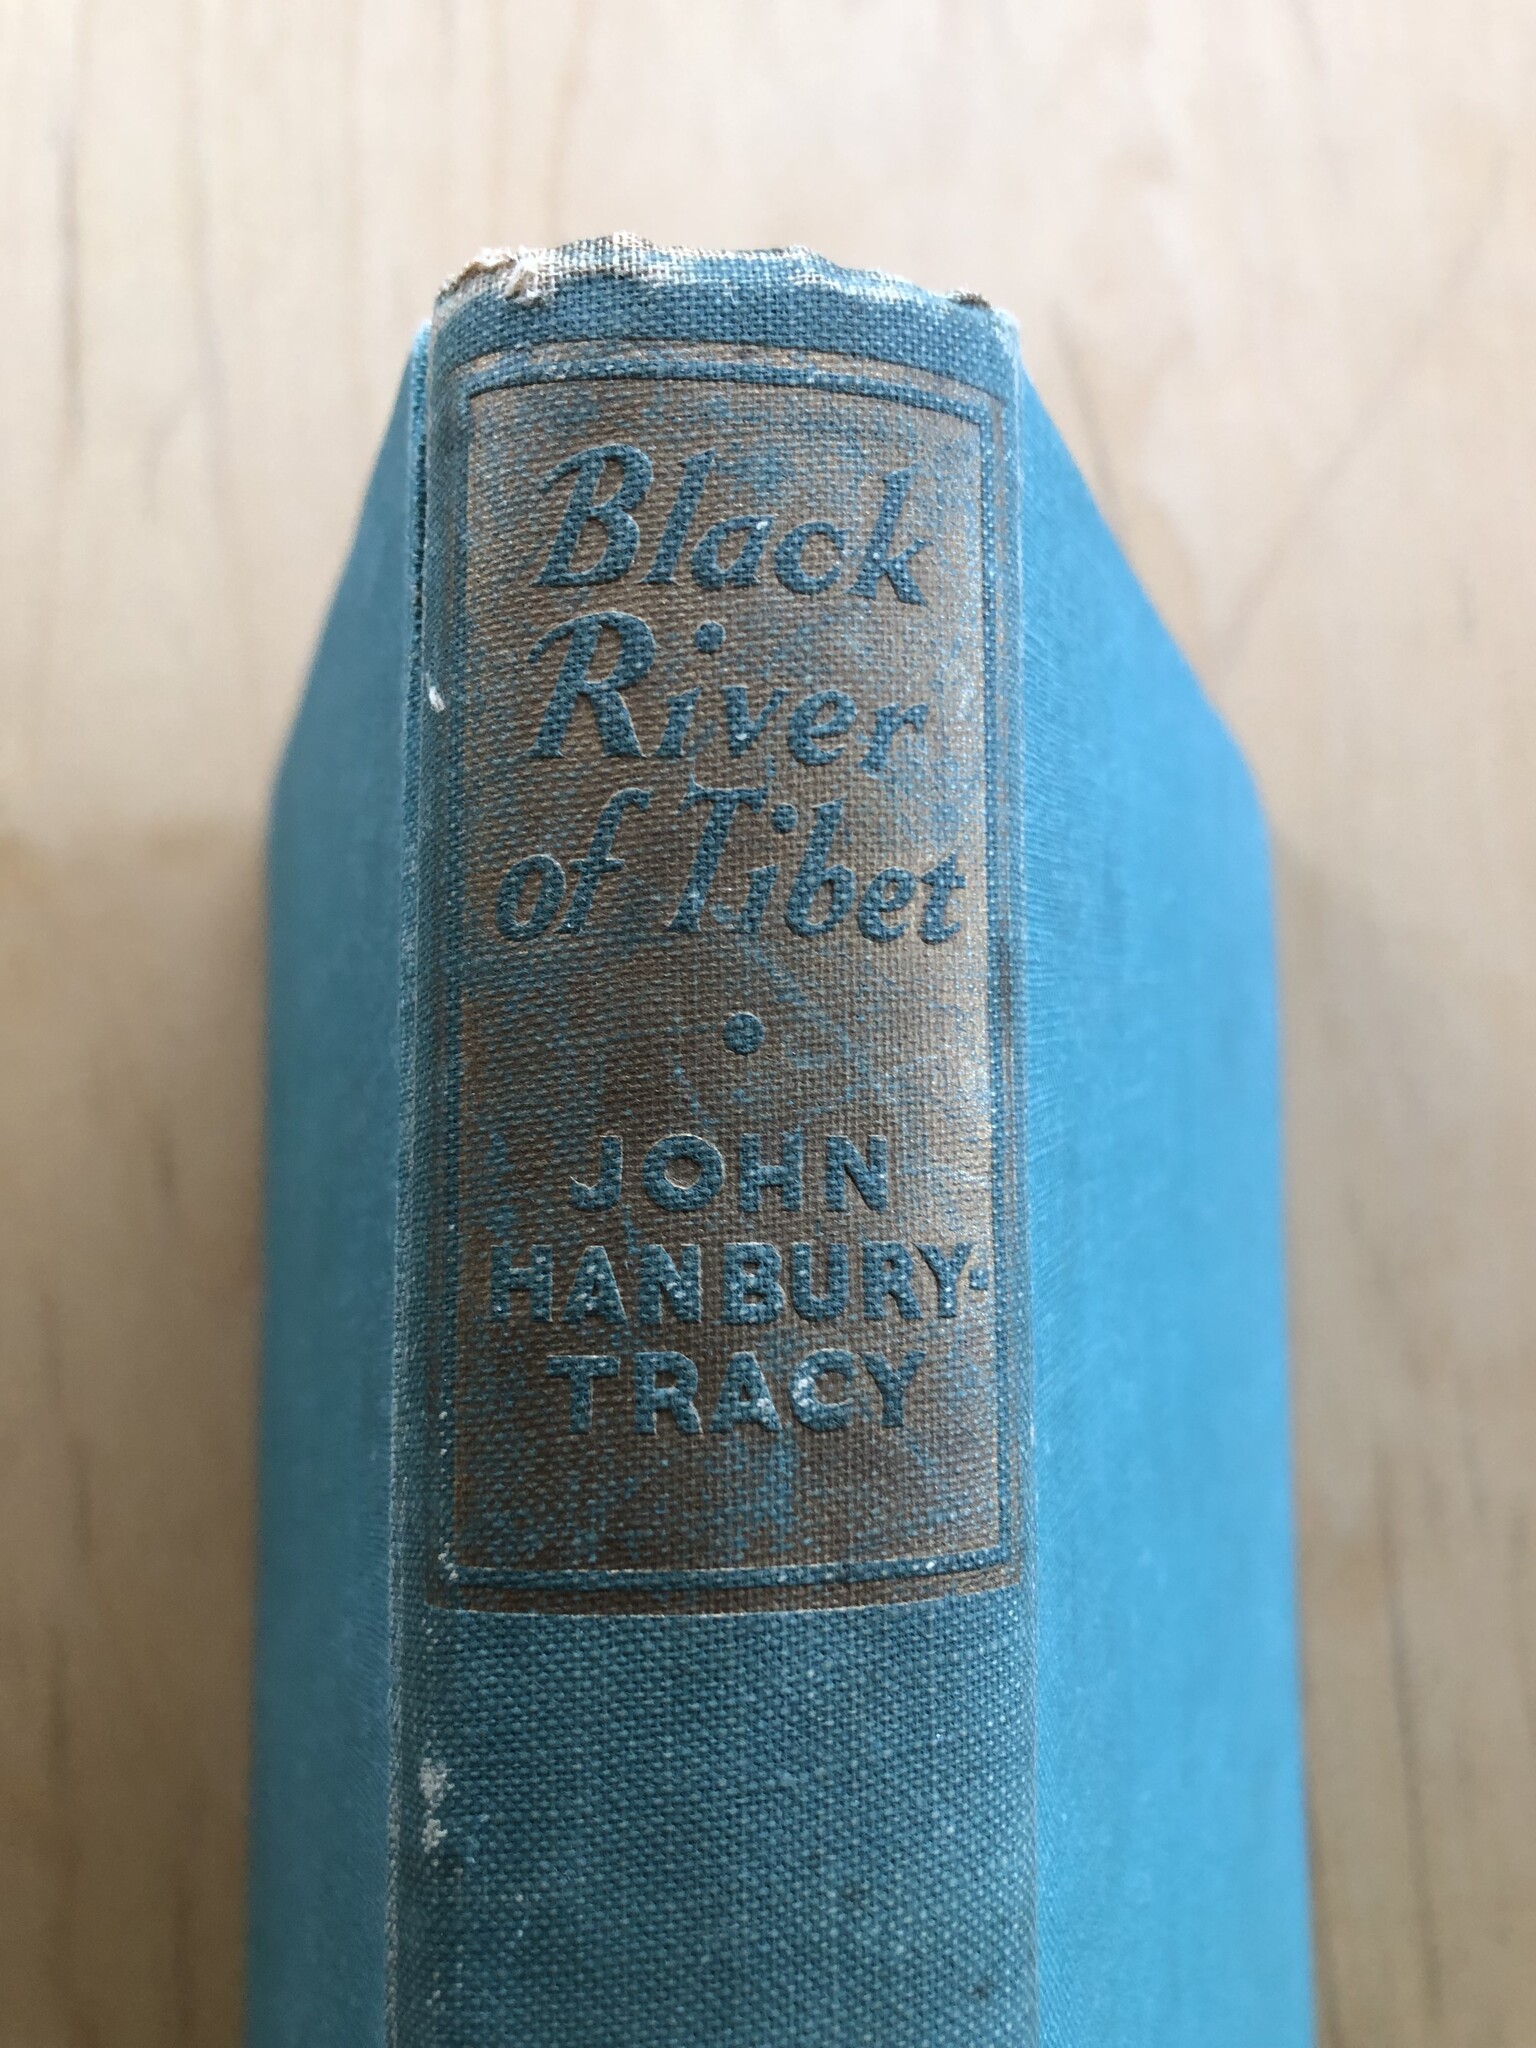 Black
River
of Tibet
•
JOHN
HANBURY-
TRACY